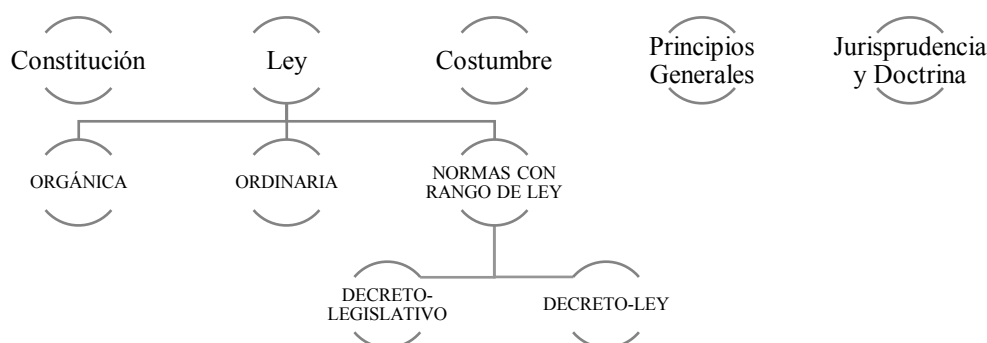 Constitución
Ley
Costumbre
Principios
Generales
Jurisprudencia
y Doctrina
ORGÁNICA
ORDINARIA
NORMAS CON
RANGO DE LEY
DECRETO-
LEGISLATIVO
DECRETO-LEY